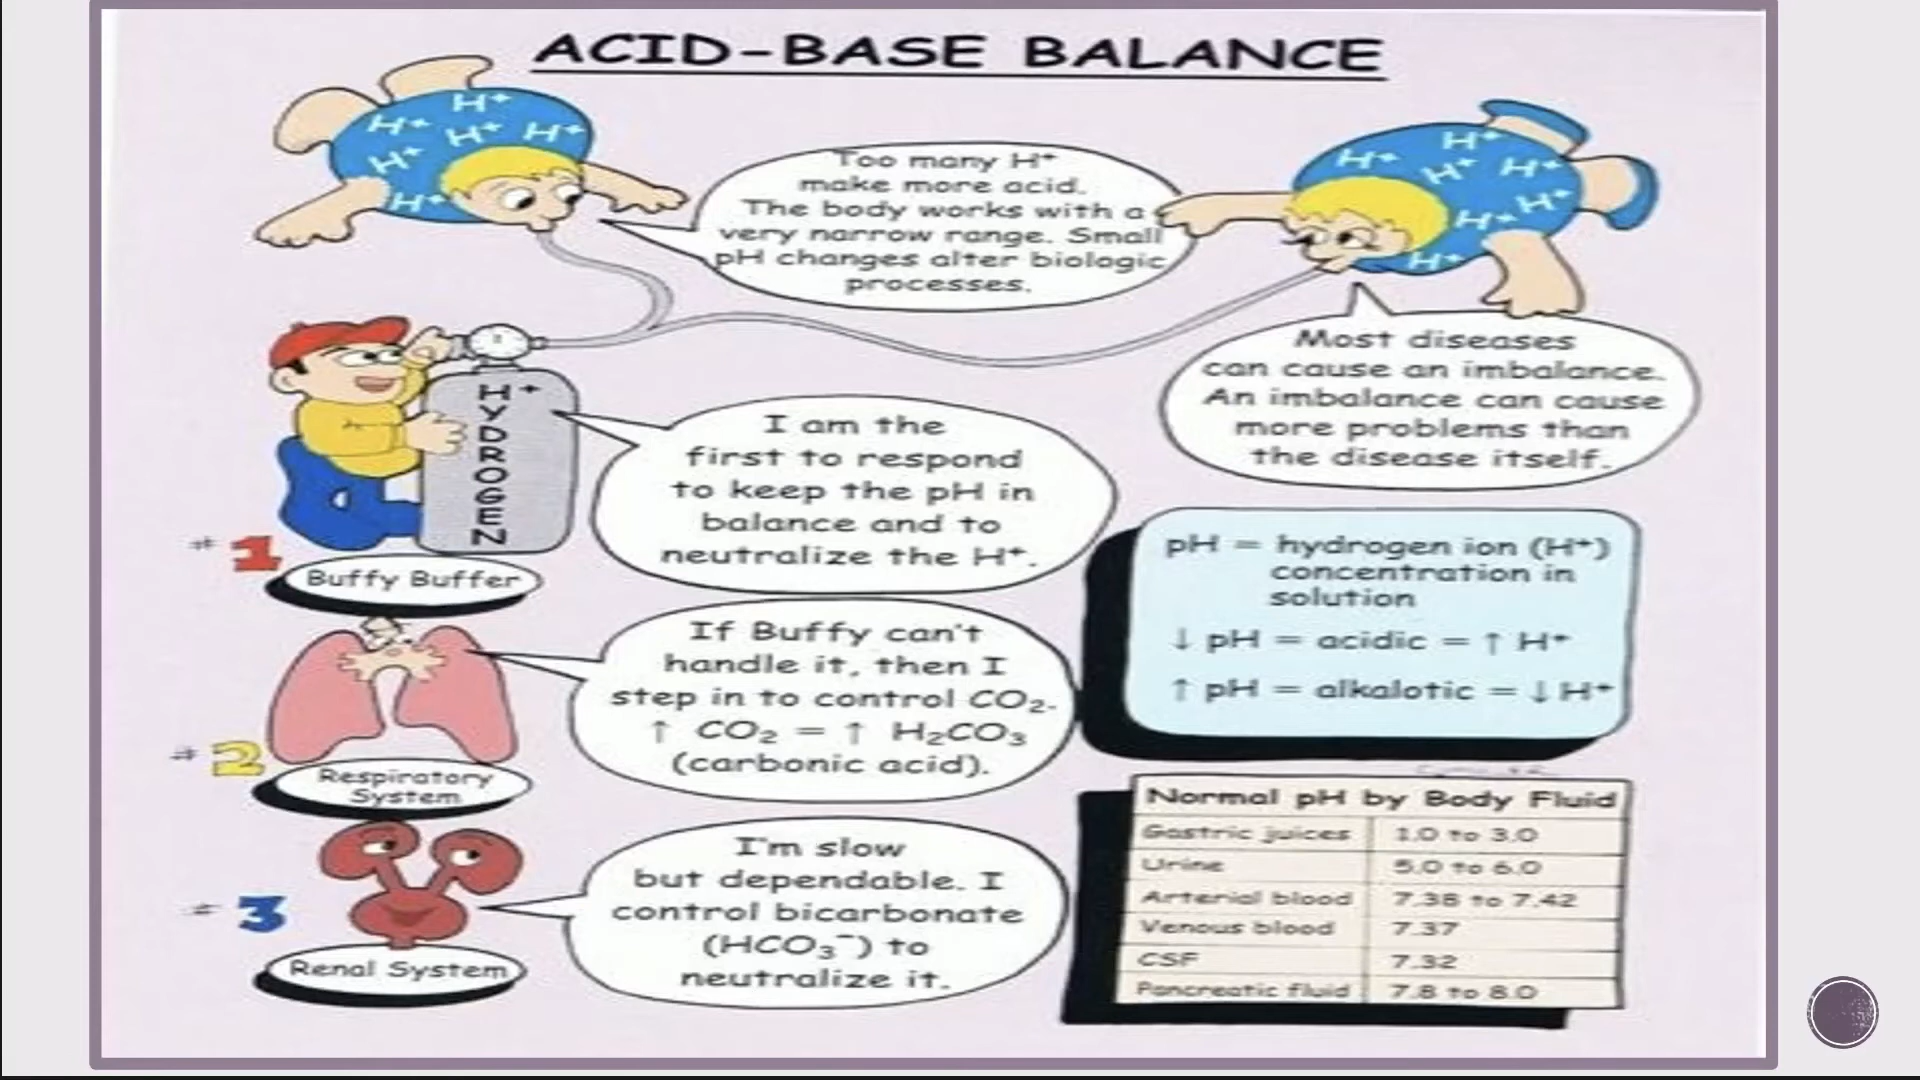 ACID-BASE BALANCE
H+
H+
H+
H+
H+
H+
Too many H+
make more acid.
The body works with a
very narrow range. Small
pH changes alter biologic
processes.
H+
H+
H+
H+
H+
H+
H+
Most diseases
can cause an imbalance.
An imbalance can cause
more problems than
the disease itself.
H+
Y
D
R
O
G
E
N
I am the
first to respond
to keep the pH in
balance and to
neutralize the H+.
#1
Buffy Buffer
pH = hydrogen ion (H+)
concentration in
solution
↓ pH = acidic = ↑ H+
↑ pH = alkalotic = ↓ H+
If Buffy can't
handle it, then I
step in to control CO₂.
↑ CO₂ = ↑ H₂CO₃
(carbonic acid).
#2
Respiratory
System
I'm slow
but dependable. I
control bicarbonate
(HCO₃⁻) to
neutralize it.
#3
Renal System
Normal pH by Body Fluid
Gastric juices 1.0 to 3.0
Urine 5.0 to 6.0
Arterial blood 7.38 to 7.42
Venous blood 7.37
CSF 7.32
Pancreatic fluid 7.8 to 8.0